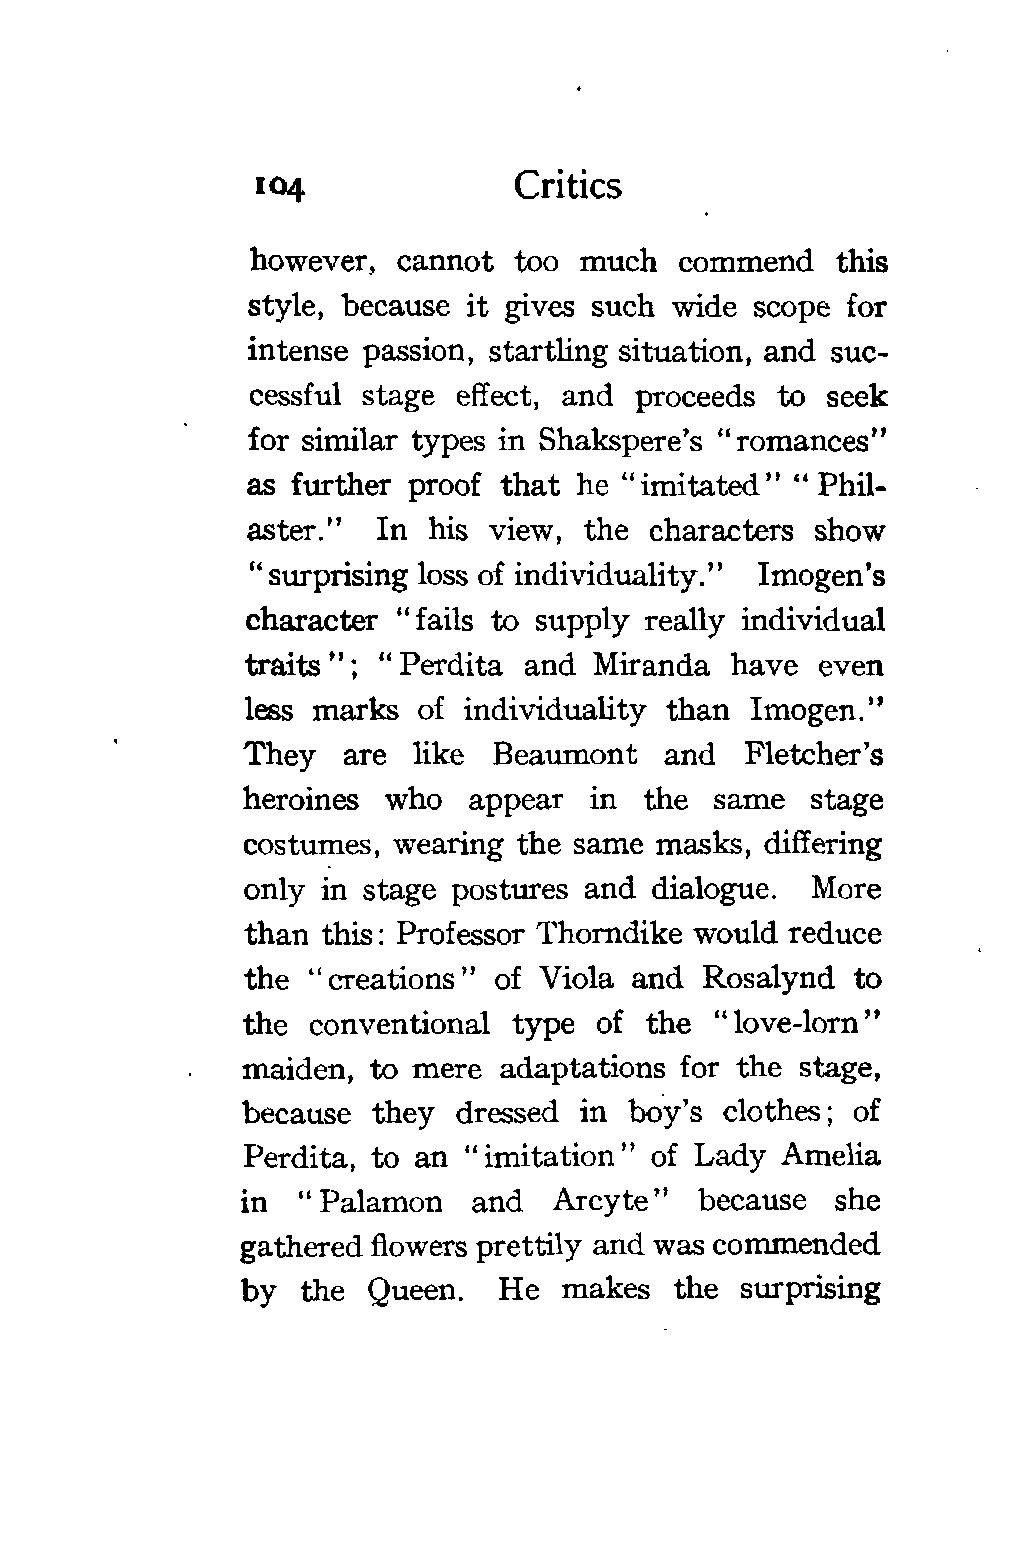 104 Critics
however, cannot too much commend this
style, because it gives such wide scope for
intense passion, startling situation, and suc-
cessful stage effect, and proceeds to seek
for similar types in Shakspere's "romances"
as further proof that he "imitated" "Phil-
aster." In his view, the characters show
"surprising loss of individuality." Imogen's
character "fails to supply really individual
traits"; "Perdita and Miranda have even
less marks of individuality than Imogen."
They are like Beaumont and Fletcher's
heroines who appear in the same stage
costumes, wearing the same masks, differing
only in stage postures and dialogue. More
than this: Professor Thorndike would reduce
the "creations" of Viola and Rosalynd to
the conventional type of the "love-lorn"
maiden, to mere adaptations for the stage,
because they dressed in boy's clothes; of
Perdita, to an "imitation" of Lady Amelia
in "Palamon and Arcyte" because she
gathered flowers prettily and was commended
by the Queen. He makes the surprising